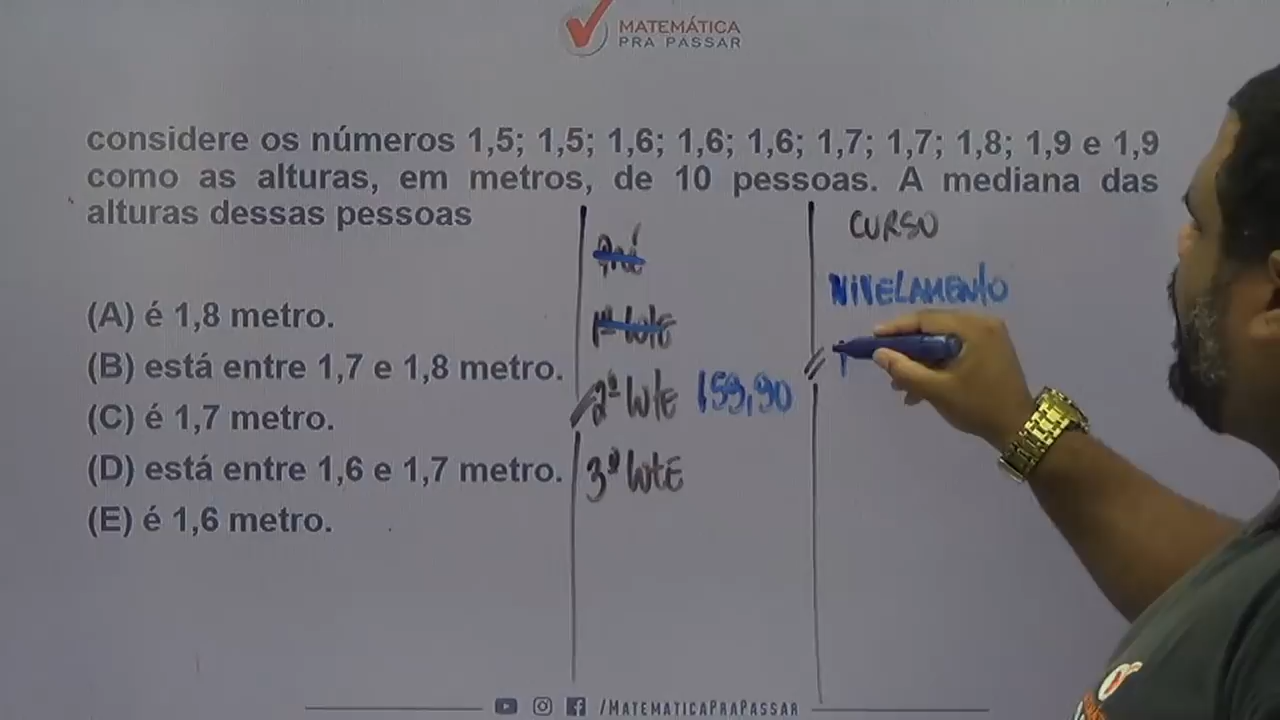 MATEMÁTICA
PRA PASSAR
considere os números 1,5; 1,5; 1,6; 1,6; 1,6; 1,7; 1,7; 1,8; 1,9 e 1,9
como as alturas, em metros, de 10 pessoas. A mediana das
alturas dessas pessoas
(A) é 1,8 metro.
(B) está entre 1,7 e 1,8 metro.
(C) é 1,7 metro.
(D) está entre 1,6 e 1,7 metro.
(E) é 1,6 metro.
Pré
1º LOTE
2º LOTE 159,90
3º LOTE
CURSO
NIVELAMENTO
/MATEMATICAPRAPASSAR